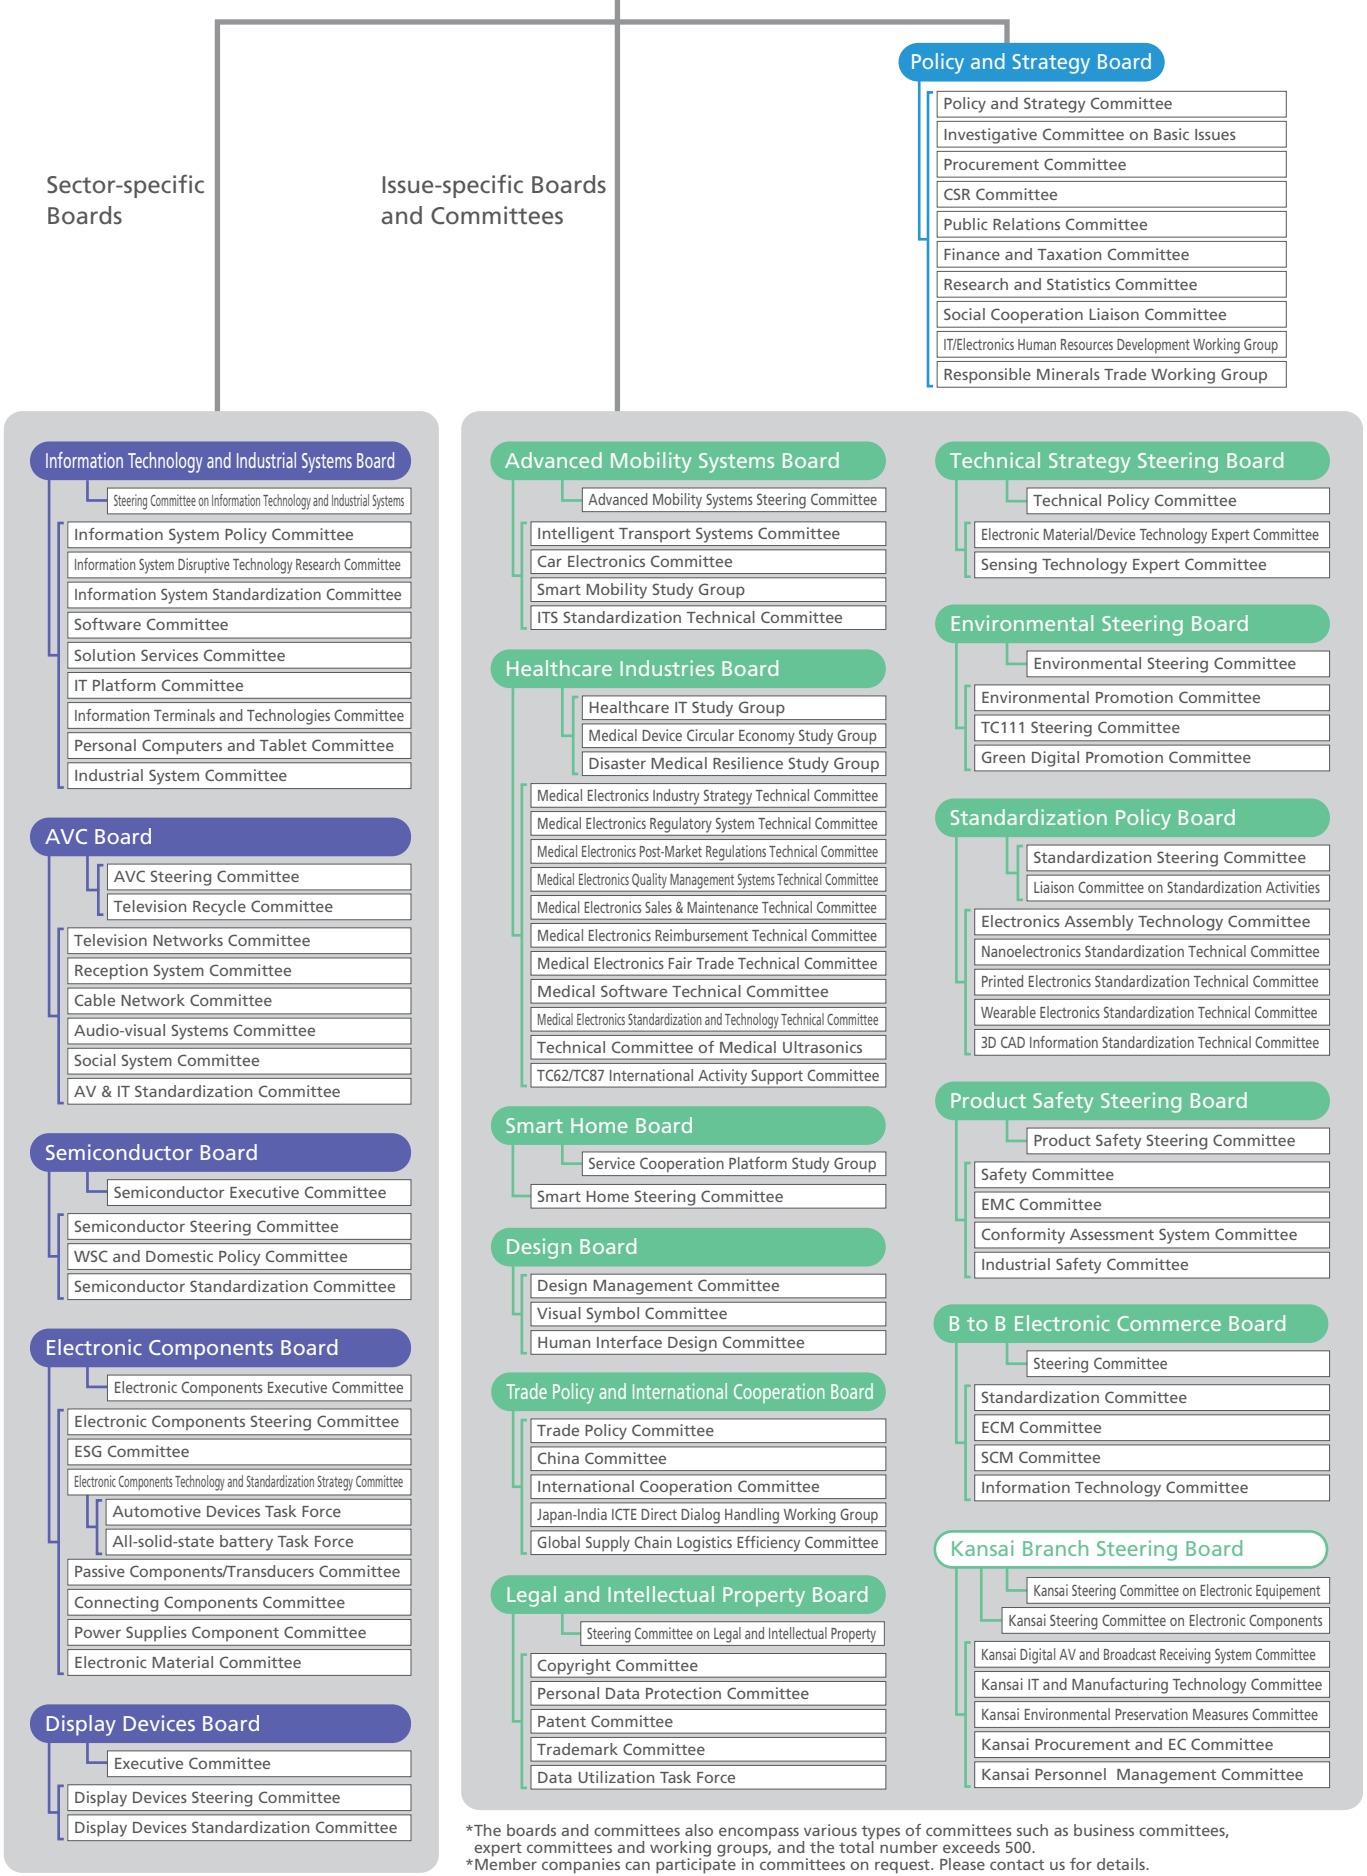 Policy and Strategy Board
Policy and Strategy Committee
Investigative Committee on Basic Issues
Procurement Committee
CSR Committee
Public Relations Committee
Finance and Taxation Committee
Research and Statistics Committee
Social Cooperation Liaison Committee
IT/Electronics Human Resources Development Working Group
Responsible Minerals Trade Working Group
Sector-specific
Boards
Issue-specific Boards
and Committees
Information Technology and Industrial Systems Board
Steering Committee on Information Technology and Industrial Systems
Information System Policy Committee
Information System Disruptive Technology Research Committee
Information System Standardization Committee
Software Committee
Solution Services Committee
IT Platform Committee
Information Terminals and Technologies Committee
Personal Computers and Tablet Committee
Industrial System Committee
AVC Board
AVC Steering Committee
Television Recycle Committee
Television Networks Committee
Reception System Committee
Cable Network Committee
Audio-visual Systems Committee
Social System Committee
AV & IT Standardization Committee
Semiconductor Board
Semiconductor Executive Committee
Semiconductor Steering Committee
WSC and Domestic Policy Committee
Semiconductor Standardization Committee
Electronic Components Board
Electronic Components Executive Committee
Electronic Components Steering Committee
ESG Committee
Electronic Components Technology and Standardization Strategy Committee
Automotive Devices Task Force
All-solid-state battery Task Force
Passive Components/Transducers Committee
Connecting Components Committee
Power Supplies Component Committee
Electronic Material Committee
Display Devices Board
Executive Committee
Display Devices Steering Committee
Display Devices Standardization Committee
Advanced Mobility Systems Board
Advanced Mobility Systems Steering Committee
Intelligent Transport Systems Committee
Car Electronics Committee
Smart Mobility Study Group
ITS Standardization Technical Committee
Healthcare Industries Board
Healthcare IT Study Group
Medical Device Circular Economy Study Group
Disaster Medical Resilience Study Group
Medical Electronics Industry Strategy Technical Committee
Medical Electronics Regulatory System Technical Committee
Medical Electronics Post-Market Regulations Technical Committee
Medical Electronics Quality Management Systems Technical Committee
Medical Electronics Sales & Maintenance Technical Committee
Medical Electronics Reimbursement Technical Committee
Medical Electronics Fair Trade Technical Committee
Medical Software Technical Committee
Medical Electronics Standardization and Technology Technical Committee
Technical Committee of Medical Ultrasonics
TC62/TC87 International Activity Support Committee
Smart Home Board
Service Cooperation Platform Study Group
Smart Home Steering Committee
Design Board
Design Management Committee
Visual Symbol Committee
Human Interface Design Committee
Trade Policy and International Cooperation Board
Trade Policy Committee
China Committee
International Cooperation Committee
Japan-India ICTE Direct Dialog Handling Working Group
Global Supply Chain Logistics Efficiency Committee
Legal and Intellectual Property Board
Steering Committee on Legal and Intellectual Property
Copyright Committee
Personal Data Protection Committee
Patent Committee
Trademark Committee
Data Utilization Task Force
Technical Strategy Steering Board
Technical Policy Committee
Electronic Material/Device Technology Expert Committee
Sensing Technology Expert Committee
Environmental Steering Board
Environmental Steering Committee
Environmental Promotion Committee
TC111 Steering Committee
Green Digital Promotion Committee
Standardization Policy Board
Standardization Steering Committee
Liaison Committee on Standardization Activities
Electronics Assembly Technology Committee
Nanoelectronics Standardization Technical Committee
Printed Electronics Standardization Technical Committee
Wearable Electronics Standardization Technical Committee
3D CAD Information Standardization Technical Committee
Product Safety Steering Board
Product Safety Steering Committee
Safety Committee
EMC Committee
Conformity Assessment System Committee
Industrial Safety Committee
B to B Electronic Commerce Board
Steering Committee
Standardization Committee
ECM Committee
SCM Committee
Information Technology Committee
Kansai Branch Steering Board
Kansai Steering Committee on Electronic Equipement
Kansai Steering Committee on Electronic Components
Kansai Digital AV and Broadcast Receiving System Committee
Kansai IT and Manufacturing Technology Committee
Kansai Environmental Preservation Measures Committee
Kansai Procurement and EC Committee
Kansai Personnel Management Committee
*The boards and committees also encompass various types of committees such as business committees,
expert committees and working groups, and the total number exceeds 500.
*Member companies can participate in committees on request. Please contact us for details.